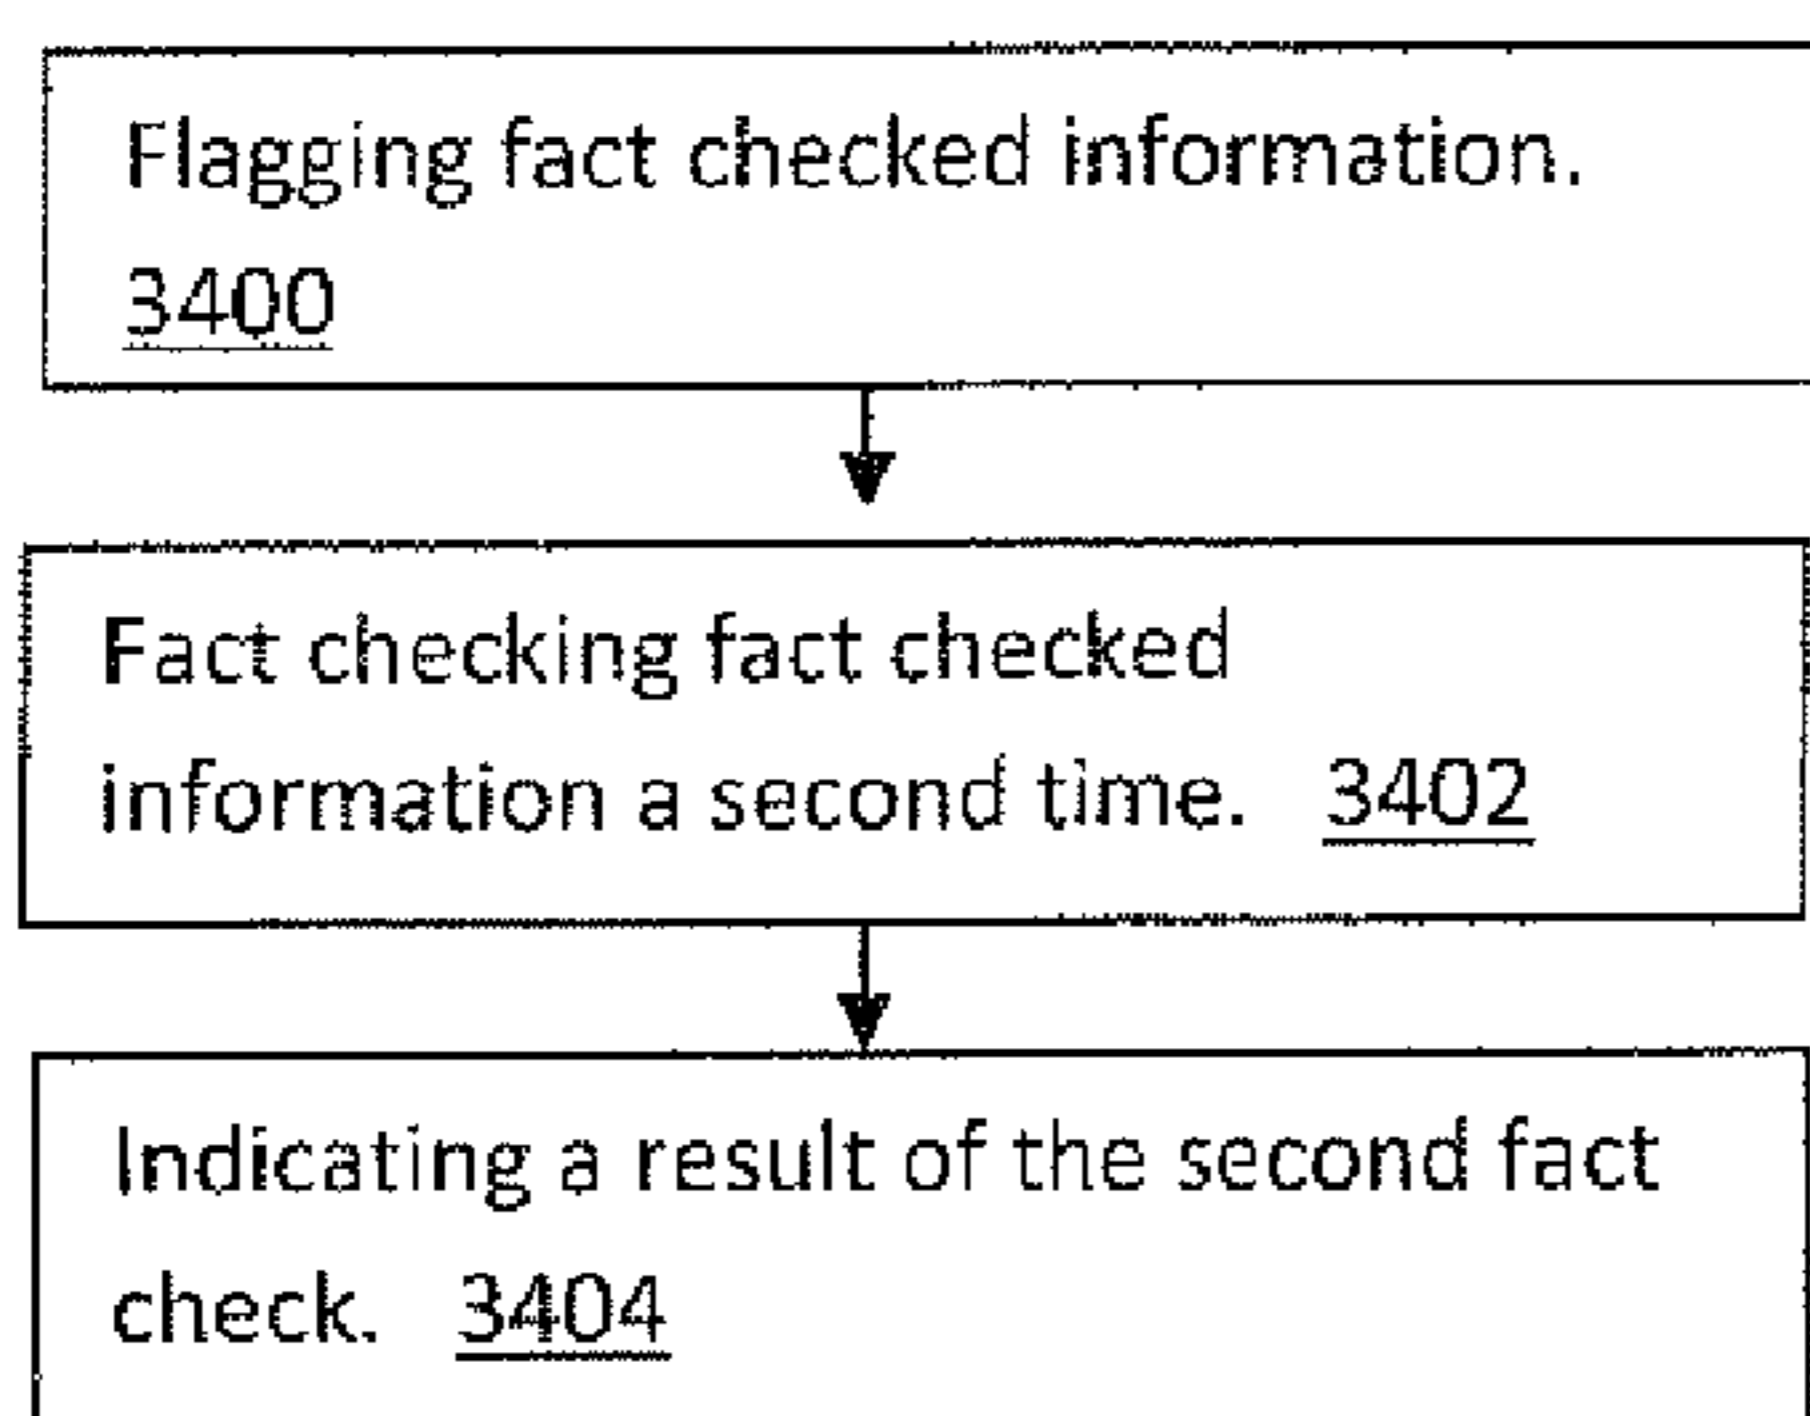 Flagging fact checked information.
3400
Fact checking fact checked
information a second time. 3402
Indicating a result of the second fact
check. 3404